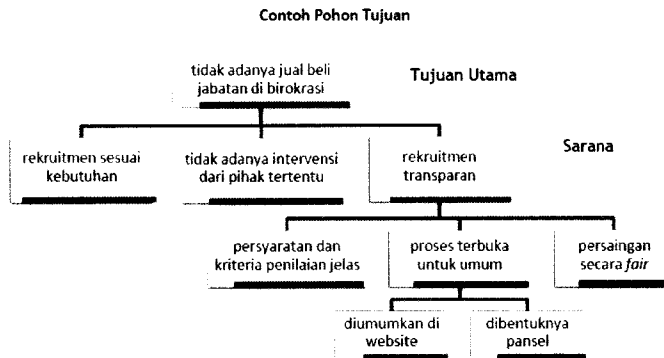 Contoh Pohon Tujuan
tidak adanya jual beli
jabatan di birokrasi
Tujuan Utama
rekruitmen sesuai
kebutuhan
tidak adanya intervensi
dari pihak tertentu
rekruitmen
transparan
Sarana
persyaratan dan
kriteria penilaian jelas
proses terbuka
untuk umum
persaingan
secara fair
diumumkan di
website
dibentuknya
pansel